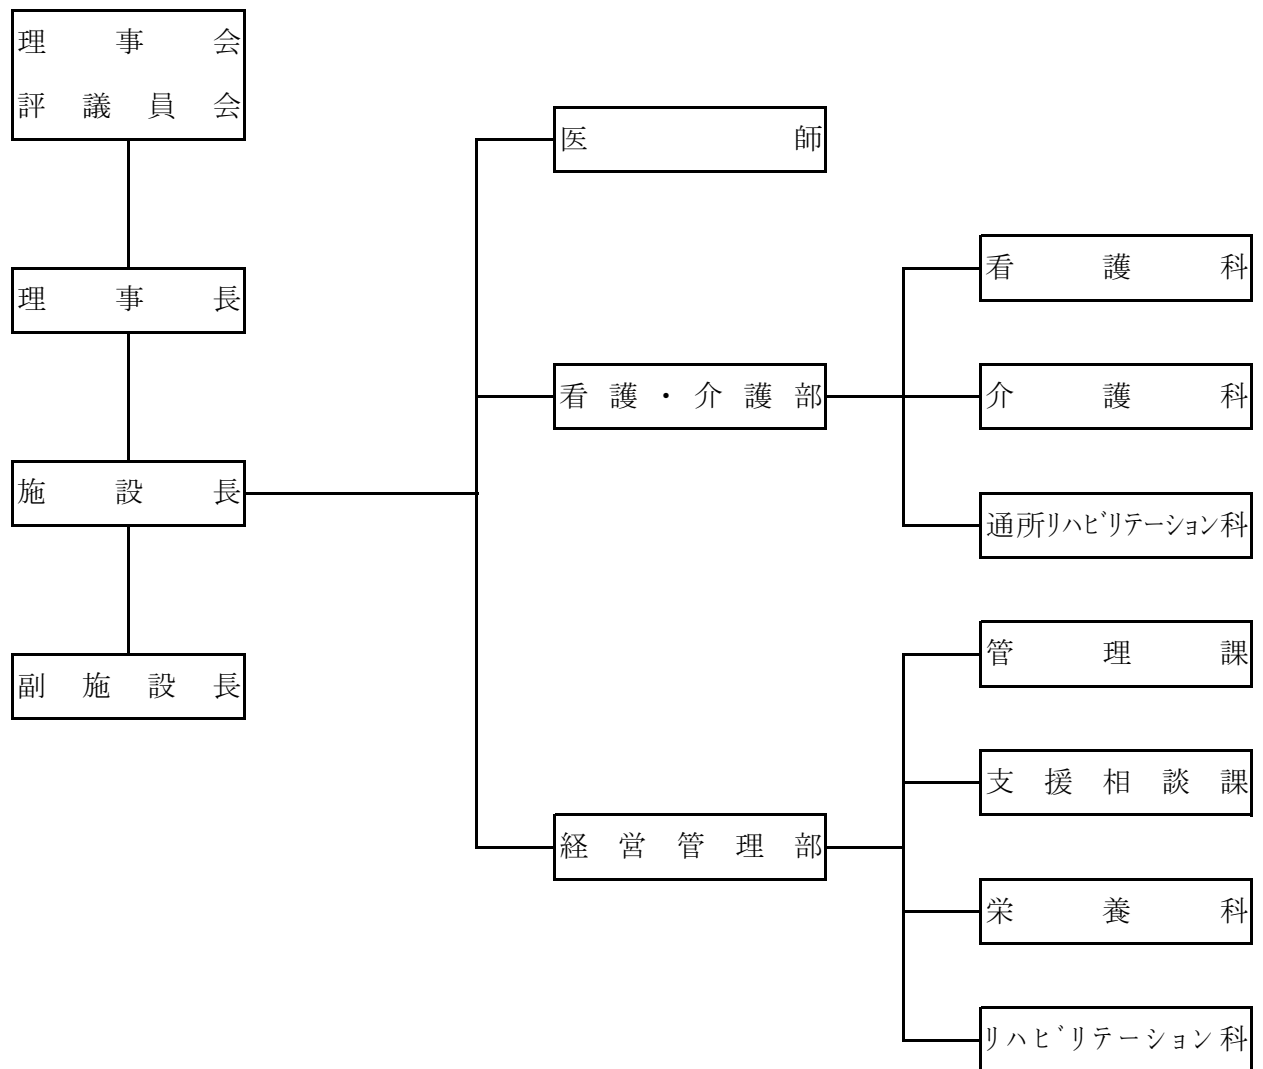 理事会
評議員会
医師
看護科
理事長
看護・介護部
介護科
施設長
通所リハビリテーション科
管理課
副施設長
支援相談課
経営管理部
栄養科
リハビリテーション科